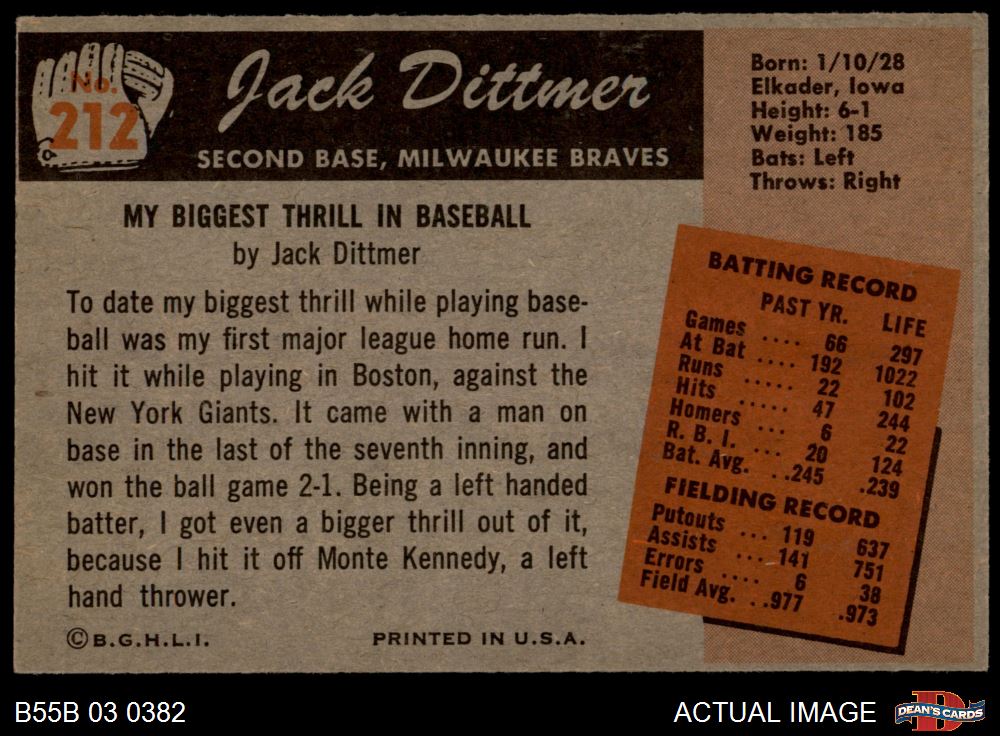 No.
212
Jack Dittmer
SECOND BASE, MILWAUKEE BRAVES
MY BIGGEST THRILL IN BASEBALL
by Jack Dittmer
To date my biggest thrill while playing base-
ball was my first major league home run. I
hit it while playing in Boston, against the
New York Giants. It came with a man on
base in the last of the seventh inning, and
won the ball game 2-1. Being a left handed
batter, I got even a bigger thrill out of it,
because I hit it off Monte Kennedy, a left
hand thrower.
©B.G.H.L.I. PRINTED IN U.S.A.
Born: 1/10/28
Elkader, Iowa
Height: 6-1
Weight: 185
Bats: Left
Throws: Right
BATTING RECORD
PAST YR. LIFE
Games .... 66 297
At Bat .... 192 1022
Runs ..... 22 102
Hits ..... 47 244
Homers ... 6 22
R. B. I. ... 20 124
Bat. Avg. ..245 .239
FIELDING RECORD
Putouts ... 119 637
Assists ... 141 751
Errors .... 6 38
Field Avg. ..977 .973
B55B 03 0382 ACTUAL IMAGE
DEAN'S CARDS